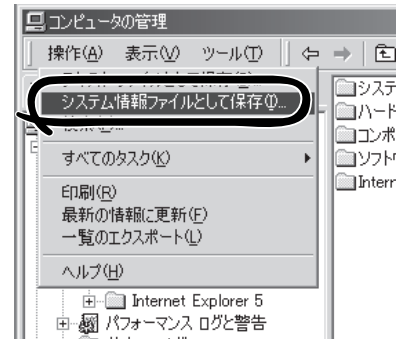 コンピュータの管理
操作(A) 表示(V) ツール(T)
システム情報ファイルとして保存(I)...
すべてのタスク(K)
印刷(R)
最新の情報に更新(F)
一覧のエクスポート(L)
ヘルプ(H)
Internet Explorer 5
パフォーマンス ログと警告
システ
ハード
コンポ
ソフト
Intern